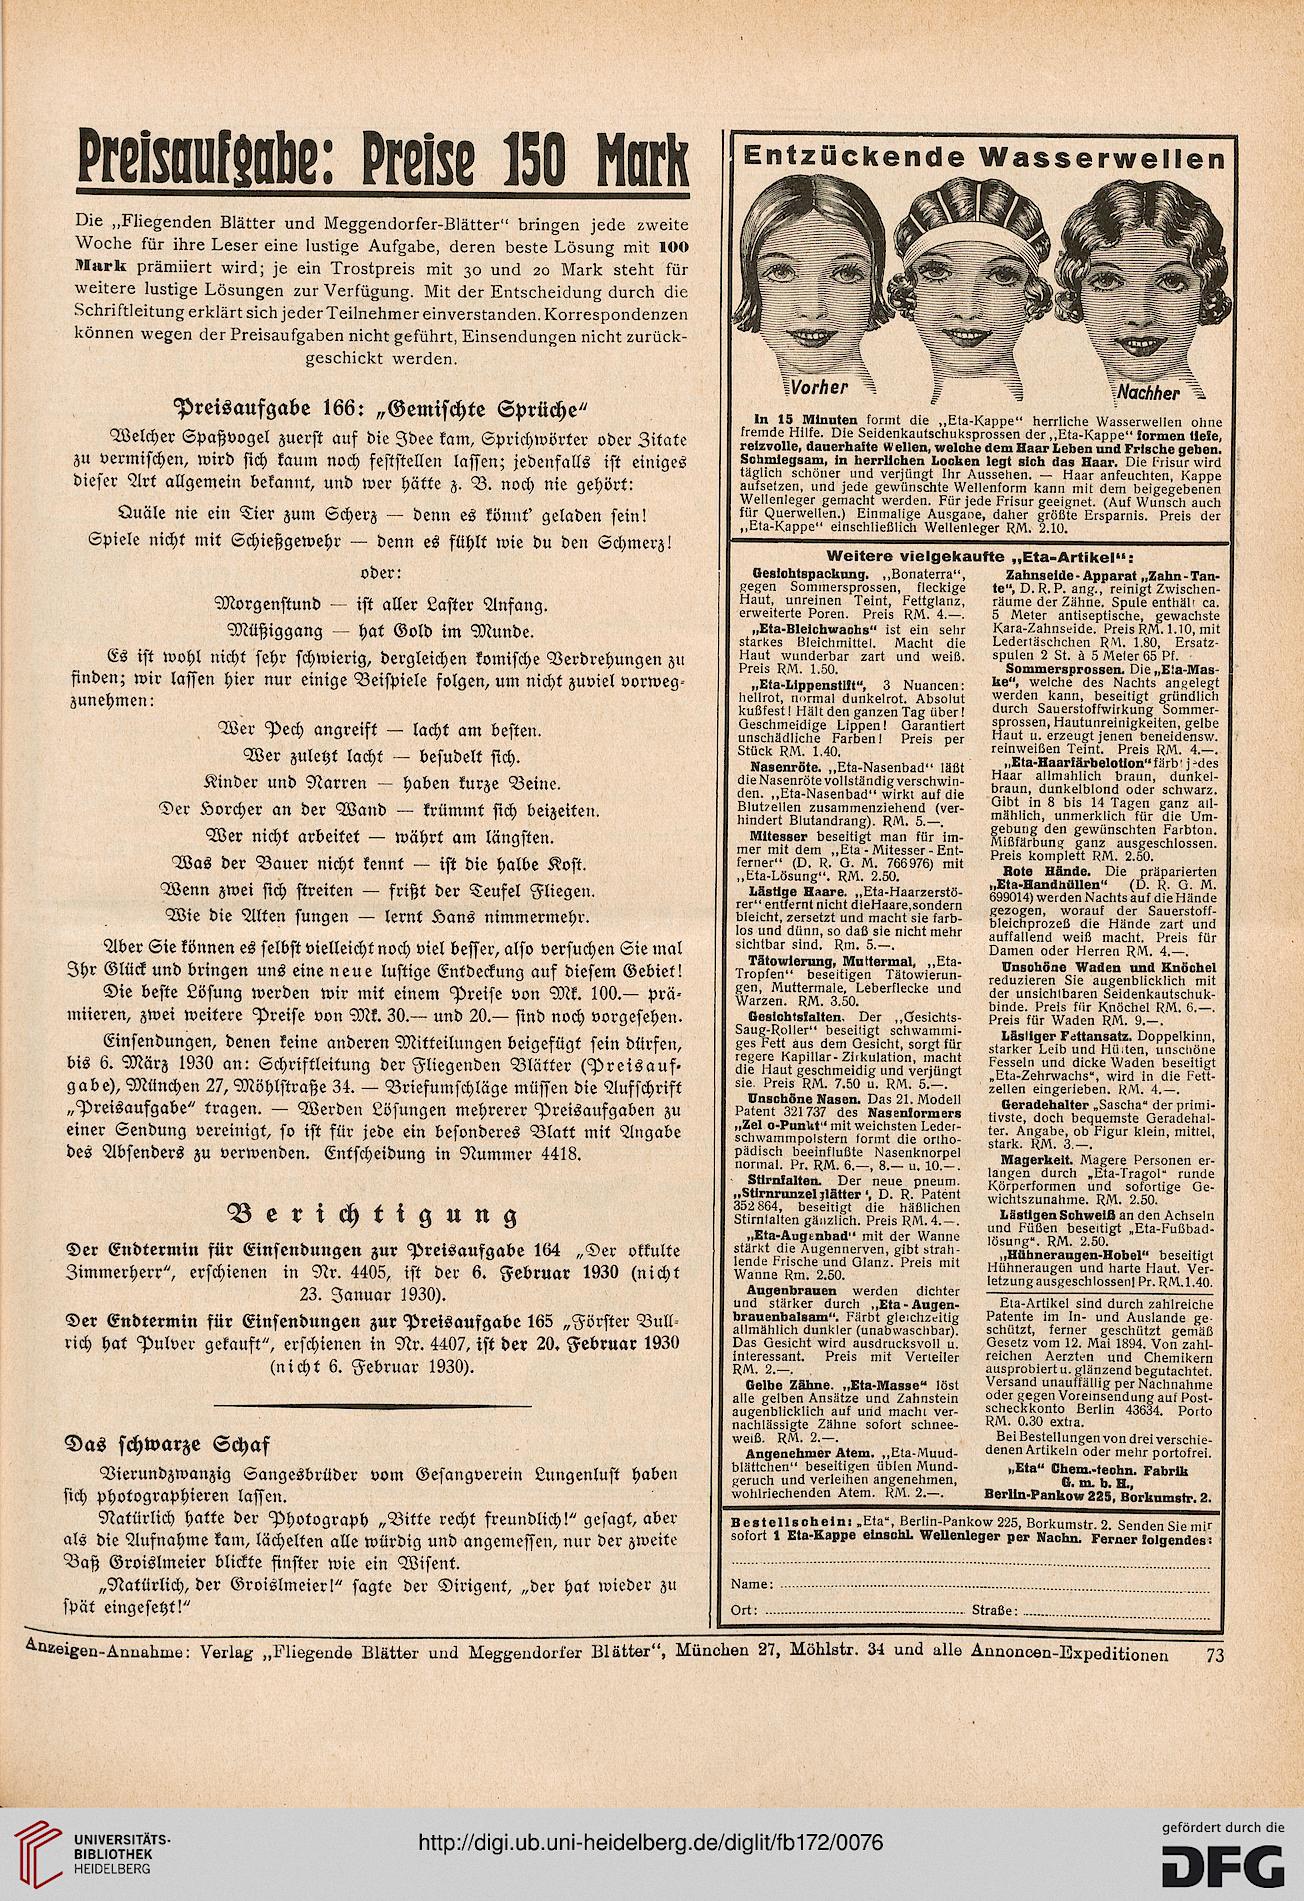 Preisaufgabe: Preise 150 Mark
Die „Fliegenden Blätter und Meggendorfer-Blätter“ bringen jede zweite
Woche für ihre Leser eine lustige Aufgabe, deren beste Lösung mit 100
Mark prämiiert wird; je ein Trostpreis mit 30 und 20 Mark steht für
weitere lustige Lösungen zur Verfügung. Mit der Entscheidung durch die
Schriftleitung erklärt sich jeder Teilnehmer einverstanden. Korrespondenzen
können wegen der Preisaufgaben nicht geführt, Einsendungen nicht zurück-
geschickt werden.
Preisaufgabe 166: „Gemischte Sprüche“
Welcher Spaßvogel zuerst auf die Idee kam, Sprichwörter oder Zitate
zu vermischen, wird sich kaum noch feststellen lassen; jedenfalls ist einiges
dieser Art allgemein bekannt, und wer hätte z. B. noch nie gehört:
Quäle nie ein Tier zum Scherz — denn es könnt' geladen sein!
Spiele nicht mit Schießgewehr — denn es fühlt wie du den Schmerz!
oder:
Morgenstund — ist aller Laster Anfang.
Müßiggang — hat Gold im Munde.
Es ist wohl nicht sehr schwierig, dergleichen komische Verdrehungen zu
finden; wir lassen hier nur einige Beispiele folgen, um nicht zuviel vorweg-
zunehmen:
Wer Pech angreift — lacht am besten.
Wer zuletzt lacht — besudelt sich.
Kinder und Narren — haben kurze Beine.
Der Horcher an der Wand — krümmt sich beizeiten.
Wer nicht arbeitet — währt am längsten.
Was der Bauer nicht kennt — ist die halbe Kost.
Wenn zwei sich streiten — frißt der Teufel Fliegen.
Wie die Alten sungen — lernt Hans nimmermehr.
Aber Sie können es selbst vielleicht noch viel besser, also versuchen Sie mal
Ihr Glück und bringen uns eine neue lustige Entdeckung auf diesem Gebiet!
Die beste Lösung werden wir mit einem Preise von Mk. 100.— prä-
miieren, zwei weitere Preise von Mk. 30.— und 20.— sind noch vorgesehen.
Einsendungen, denen keine anderen Mitteilungen beigefügt sein dürfen,
bis 6. März 1930 an: Schriftleitung der Fliegenden Blätter (Preisauf-
gabe), München 27, Möhlstraße 34. — Briefumschläge müssen die Aufschrift
„Preisaufgabe“ tragen. — Werden Lösungen mehrerer Preisaufgaben zu
einer Sendung vereinigt, so ist für jede ein besonderes Blatt mit Angabe
des Absenders zu verwenden. Entscheidung in Nummer 4418.
Berichtigung
Der Endtermin für Einsendungen zur Preisaufgabe 164 „Der okkulte
Zimmerherr“, erschienen in Nr. 4405, ist der 6. Februar 1930 (nicht
23. Januar 1930).
Der Endtermin für Einsendungen zur Preisaufgabe 165 „Förster Bull-
rich hat Pulver gekauft“, erschienen in Nr. 4407, ist der 20. Februar 1930
(nicht 6. Februar 1930).
Das schwarze Schaf
Vierundzwanzig Sangesbrüder vom Gesangverein Lungenlust haben
sich photographieren lassen.
Natürlich hatte der Photograph „Bitte recht freundlich!“ gesagt, aber
als die Aufnahme kam, lächelten alle würdig und angemessen, nur der zweite
Baß Groislmeier blickte finster wie ein Wisent.
„Natürlich, der Groislmeier!“ sagte der Dirigent, „der hat wieder zu
spät eingesetzt!“
Entzückende Wasserwellen
Vorher
Nachher
In 15 Minuten formt die „Eta-Kappe“ herrliche Wasserwellen ohne
fremde Hilfe. Die Seidenkautschuksprossen der „Eta-Kappe“ formen tiefe,
reizvolle, dauerhafte Wellen, welche dem Haar Leben und Frische geben.
Schmiegsam, in herrlichen Locken legt sich das Haar. Die Frisur wird
täglich schöner und verjüngt Ihr Aussehen. — Haar anfeuchten, Kappe
aufsetzen, und jede gewünschte Wellenform kann mit dem beigegebenen
Wellenleger gemacht werden. Für jede Frisur geeignet. (Auf Wunsch auch
für Querwellen.) Einmalige Ausgabe, daher größte Ersparnis. Preis der
„Eta-Kappe“ einschließlich Wellenleger RM. 2.10.
Weitere vielgekaufte „Eta-Artikel“:
Gesichtspackung. „Bonaterra“,
gegen Sommersprossen, fleckige
Haut, unreinen Teint, Fettglanz,
erweiterte Poren. Preis RM. 4.—.
„Eta-Bleichwachs“ ist ein sehr
starkes Bleichmittel. Macht die
Haut wunderbar zart und weiß.
Preis RM. 1.50.
„Eta-Lippenstift“, 3 Nuancen:
hellrot, normal dunkelrot. Absolut
kußfest! Hält den ganzen Tag über!
Geschmeidige Lippen! Garantiert
unschädliche Farben! Preis per
Stück RM. 1.40.
Nasenröte. „Eta-Nasenbad“ läßt
die Nasenröte vollständig verschwin-
den. „Eta-Nasenbad“ wirkt auf die
Blutzellen zusammenziehend (ver-
hindert Blutandrang). RM. 5.—.
Mitesser beseitigt man für im-
mer mit dem „Eta-Mitesser-Ent-
ferner“ (D. R. G. M. 766976) mit
„Eta-Lösung“. RM. 2.50.
Lästige Haare. „Eta-Haarzerstö-
rer“ entfernt nicht die Haare, sondern
bleicht, zersetzt und macht sie farb-
los und dünn, so daß sie nicht mehr
sichtbar sind. Rm. 5.—.
Tätowierung, Muttermal, „Eta-
Tropfen“ beseitigen Tätowierun-
gen, Muttermale, Leberflecke und
Warzen. RM. 3.50.
Gesichtsfalten. Der „Gesichts-
Saug-Roller“ beseitigt schwammi-
ges Fett aus dem Gesicht, sorgt für
regere Kapillar-Zirkulation, macht
die Haut geschmeidig und verjüngt
sie. Preis RM. 7.50 u. RM. 5.—.
Unschöne Nasen. Das 21. Modell
Patent 321737 des Nasenformers
„Zello-Punkt“ mit weichsten Leder-
schwammpolstern formt die ortho-
pädisch beeinflußte Nasenknorpel
normal. Pr. RM. 6.—, 8.— u. 10.—.
Stirnfalten. Der neue pneum.
„Stirnrunzelglätter“, D. R. Patent
352864, beseitigt die häßlichen
Stirnfalten gänzlich. Preis RM. 4.—.
„Eta-Augenbad“ mit der Wanne
stärkt die Augennerven, gibt strah-
lende Frische und Glanz. Preis mit
Wanne Rm. 2.50.
Augenbrauen werden dichter
und stärker durch „Eta-Augen-
brauenbalsam“. Färbt gleichzeitig
allmählich dunkler (unabwaschbar).
Das Gesicht wird ausdrucksvoll u.
interessant. Preis mit Verteiler
RM. 2.—.
Gelbe Zähne. „Eta-Masse“ löst
alle gelben Ansätze und Zahnstein
augenblicklich auf und macht ver-
nachlässigte Zähne sofort schnee-
weiß. RM. 2.—.
Angenehmer Atem. „Eta-Mund-
blättchen“ beseitigen üblen Mund-
geruch und verleihen angenehmen,
wohlriechenden Atem. RM. 2.—.
Zahnseide-Apparat „Zahn-Tan-
te“, D. R. P. ang., reinigt Zwischen-
räume der Zähne. Spule enthält ca.
5 Meter antiseptische, gewachste
Kara-Zahnseide. Preis RM. 1.10, mit
Ledertäschchen RM. 1.80, Ersatz-
spulen 2 St. à 5 Meter 65 Pf.
Sommersprossen. Die „Eta-Mas-
ke“, welche des Nachts angelegt
werden kann, beseitigt gründlich
durch Sauerstoffwirkung Sommer-
sprossen, Hautunreinigkeiten, gelbe
Haut u. erzeugt jenen beneidensw.
reinweißen Teint. Preis RM. 4.—.
„Eta-Haarfärbelotion“ färbt jedes
Haar allmählich braun, dunkel-
braun, dunkelblond oder schwarz.
Gibt in 8 bis 14 Tagen ganz all-
mählich, unmerklich für die Um-
gebung den gewünschten Farbton.
Mißfärbung ganz ausgeschlossen.
Preis komplett RM. 2.50.
Rote Hände. Die präparierten
„Eta-Handhüllen“ (D. R. G. M.
699014) werden Nachts auf die Hände
gezogen, worauf der Sauerstoff-
bleichprozeß die Hände zart und
auffallend weiß macht. Preis für
Damen oder Herren RM. 4.—.
Unschöne Waden und Knöchel
reduzieren Sie augenblicklich mit
der unsichtbaren Seidenkautschuk-
binde. Preis für Knöchel RM. 6.—.
Preis für Waden RM. 9.—.
Lästiger Fettansatz. Doppelkinn,
starker Leib und Hüften, unschöne
Fesseln und dicke Waden beseitigt
„Eta-Zehrwachs“, wird in die Fett-
zellen eingerieben. RM. 4.—.
Geradehalter „Sascha“ der primi-
tivste, doch bequemste Geradehal-
ter. Angabe, ob Figur klein, mittel,
stark. RM. 3.—.
Magerkeit. Magere Personen er-
langen durch „Eta-Tragol“ runde
Körperformen und sofortige Ge-
wichtszunahme. RM. 2.50.
Lästigen Schweiß an den Achseln
und Füßen beseitigt „Eta-Fußbad-
lösung“. RM. 2.50.
„Hühneraugen-Hobel“ beseitigt
Hühneraugen und harte Haut. Ver-
letzung ausgeschlossen! Pr. RM. 1.40.
Eta-Artikel sind durch zahlreiche
Patente im In- und Auslande ge-
schützt, ferner geschützt gemäß
Gesetz vom 12. Mai 1894. Von zahl-
reichen Aerzten und Chemikern
ausprobiert u. glänzend begutachtet.
Versand unauffällig per Nachnahme
oder gegen Voreinsendung auf Post-
scheckkonto Berlin 43634. Porto
RM. 0.30 extra.
Bei Bestellungen von drei verschie-
denen Artikeln oder mehr portofrei.
„Eta“ Chem.-techn. Fabrik
G. m. b. H.,
Berlin-Pankow 225, Borkumstr. 2.
Bestellschein: „Eta“, Berlin-Pankow 225, Borkumstr. 2. Senden Sie mir
sofort 1 Eta-Kappe einschl. Wellenleger per Nachn. Ferner folgendes:
Name:
Ort: Straße:
Anzeigen-Annahme: Verlag „Fliegende Blätter und Meggendorfer Blätter“, München 27, Möhlstr. 34 und alle Annoncen-Expeditionen 73
UNIVERSITÄTS-
BIBLIOTHEK
HEIDELBERG
http://digi.ub.uni-heidelberg.de/diglit/fb172/0076
gefördert durch die
DFG